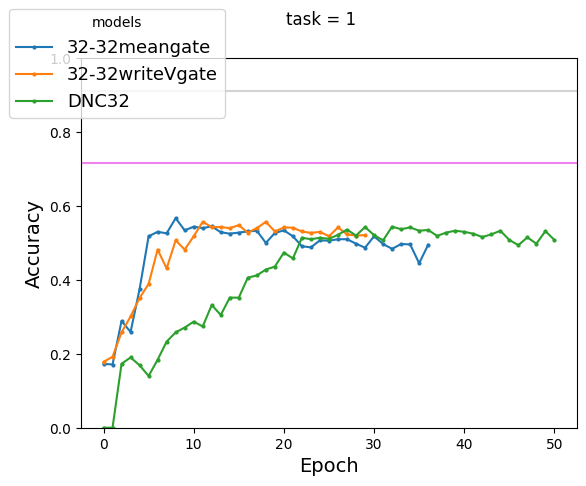 task = 1
models
32-32meangate
32-32writeVgate
DNC32
1.0
0.8
0.6
0.4
0.2
0.0
Accuracy
0 10 20 30 40 50
Epoch